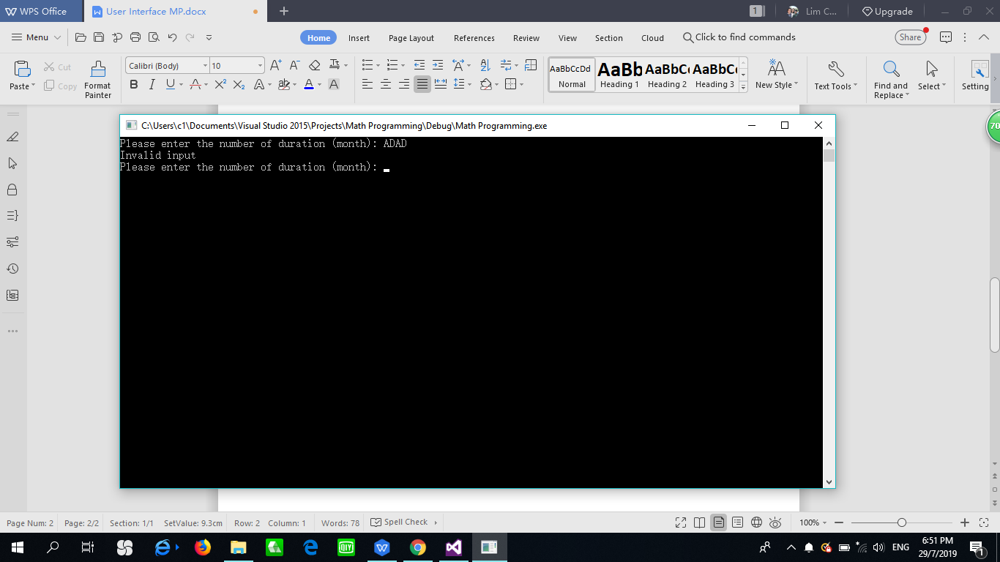 WPS Office
User Interface MP.docx
1
Lim C...
Upgrade
Menu
Home
Insert
Page Layout
References
Review
View
Section
Cloud
Click to find commands
Share
Paste
Cut
Copy
Format
Painter
Calibri (Body)
10
AaBbCcDd
Normal
AaBb
Heading 1
AaBbC
Heading 2
AaBbC
Heading 3
New Style
Text Tools
Find and
Replace
Select
Setting
C:\Users\c1\Documents\Visual Studio 2015\Projects\Math Programming\Debug\Math Programming.exe
70
Please enter the number of duration (month): ADAD
Invalid input
Please enter the number of duration (month):
Page Num: 2
Page: 2/2
Section: 1/1
SetValue: 9.3cm
Row: 2
Column: 1
Words: 78
Spell Check
100%
DIY
ENG
6:51 PM
29/7/2019
1